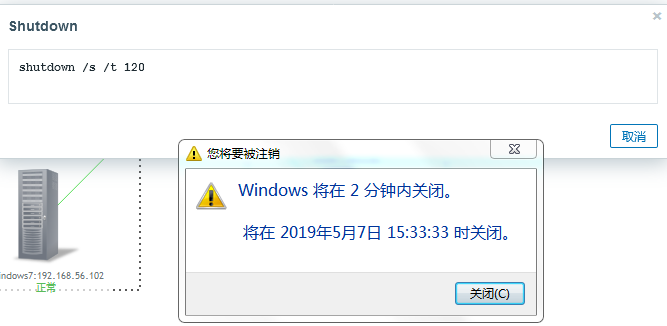 Shutdown
shutdown /s /t 120
取消
您将要被注销
Windows 将在 2 分钟内关闭。
将在 2019年5月7日 15:33:33 时关闭。
关闭(C)
indows7:192.168.56.102
正常